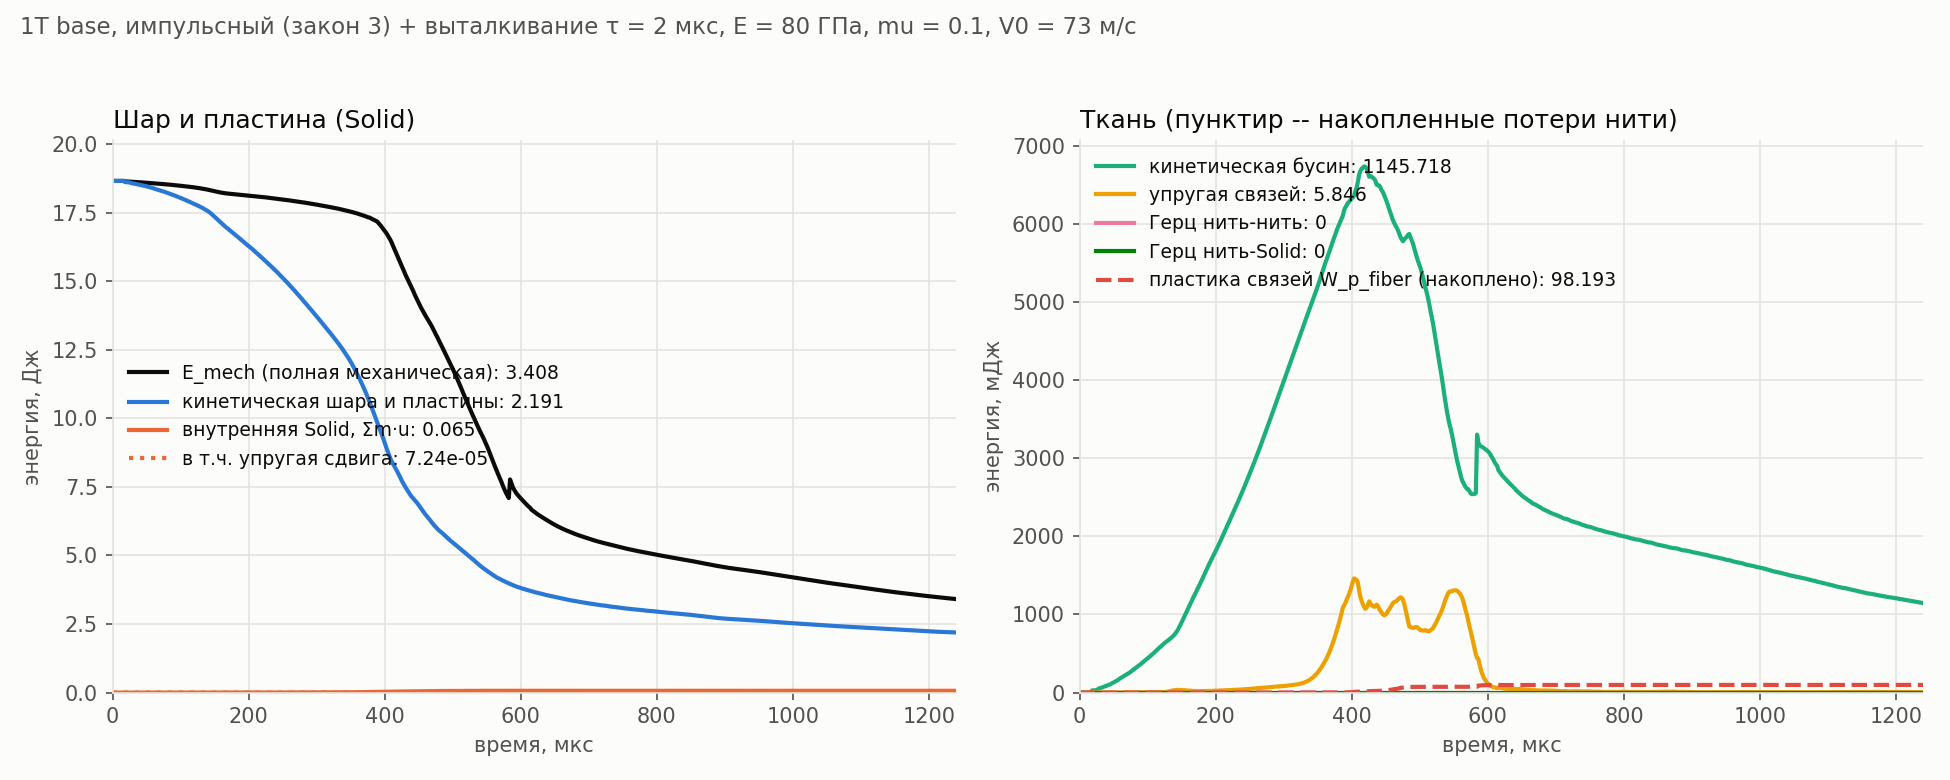 1T base, импульсный (закон 3) + выталкивание τ = 2 мкс, E = 80 ГПа, mu = 0.1, V0 = 73 м/с
Шар и пластина (Solid)
20.0
17.5
15.0
12.5
10.0
7.5
5.0
2.5
0.0
энергия, Дж
E_mech (полная механическая): 3.408
кинетическая шара и пластины: 2.191
внутренняя Solid, Σm·u: 0.065
в т.ч. упругая сдвига: 7.24e-05
0 200 400 600 800 1000 1200
время, мкс
Ткань (пунктир -- накопленные потери нити)
7000
6000
5000
4000
3000
2000
1000
0
энергия, мДж
кинетическая бусин: 1145.718
упругая связей: 5.846
Герц нить-нить: 0
Герц нить-Solid: 0
пластика связей W_p_fiber (накоплено): 98.193
0 200 400 600 800 1000 1200
время, мкс